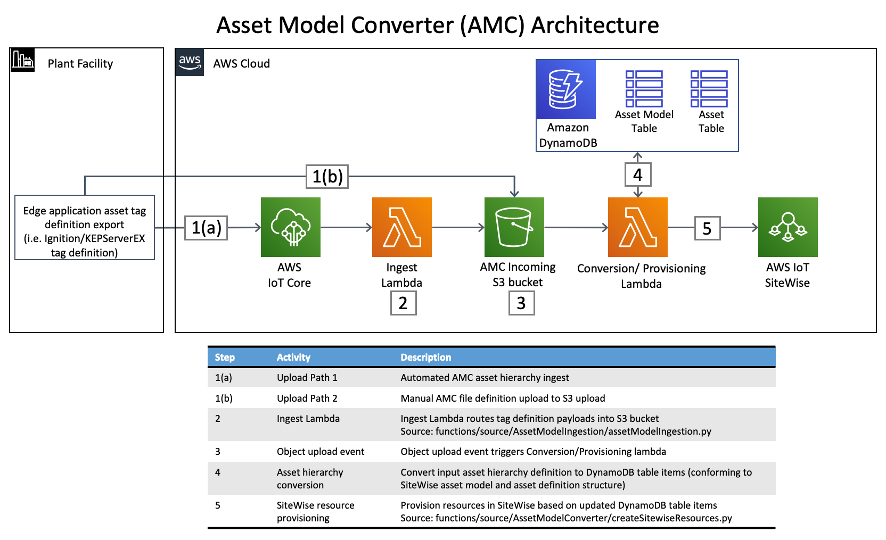 Asset Model Converter (AMC) Architecture
Plant Facility
aws
AWS Cloud
Amazon
DynamoDB
Asset Model
Table
Asset
Table
1(b)
4
Edge application asset tag
definition export
(i.e. Ignition/KEPServerEX
tag definition)
1(a)
5
AWS
IoT Core
Ingest
Lambda
2
AMC Incoming
S3 bucket
3
Conversion/ Provisioning
Lambda
AWS IoT
SiteWise
Step Activity Description
1(a) Upload Path 1 Automated AMC asset hierarchy ingest
1(b) Upload Path 2 Manual AMC file definition upload to S3 upload
2 Ingest Lambda Ingest Lambda routes tag definition payloads into S3 bucket
Source: functions/source/AssetModelIngestion/assetModelIngestion.py
3 Object upload event Object upload event triggers Conversion/Provisioning lambda
4 Asset hierarchy Convert input asset hierarchy definition to DynamoDB table items (conforming to
conversion SiteWise asset model and asset definition structure)
5 SiteWise resource Provision resources in SiteWise based on updated DynamoDB table items
provisioning Source: functions/source/AssetModelConverter/createSitewiseResources.py